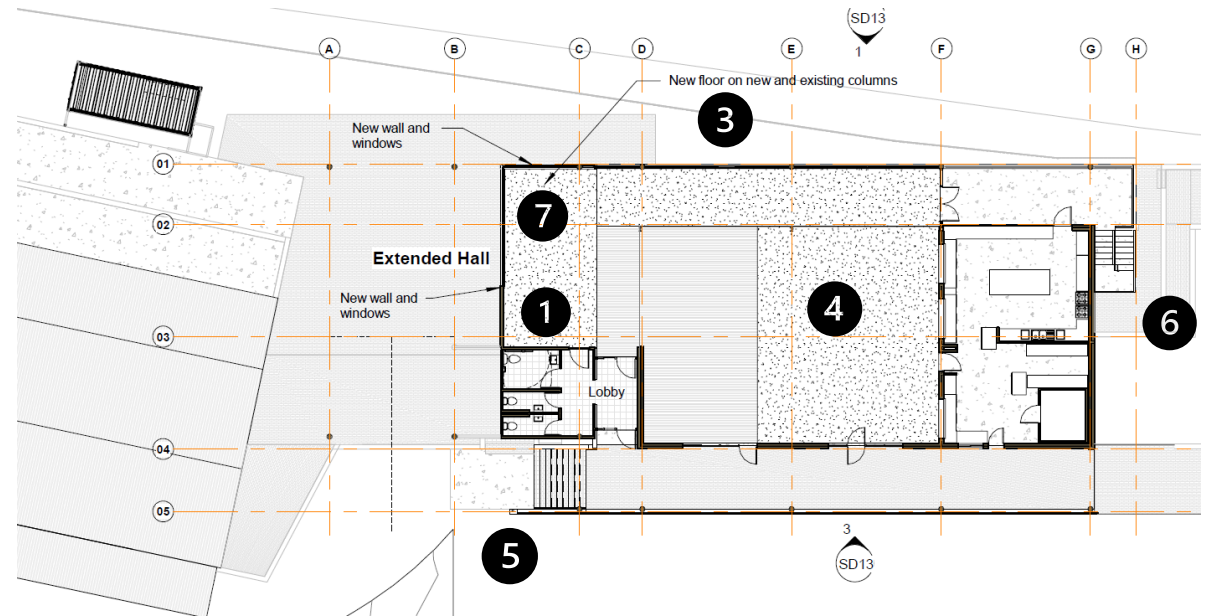 SD13
1
A B C D E F G H
New floor on new and existing columns
3
New wall and
windows
01
7
02
Extended Hall
New wall and
windows
1
4
6
03
Lobby
04
05
5
3
SD13